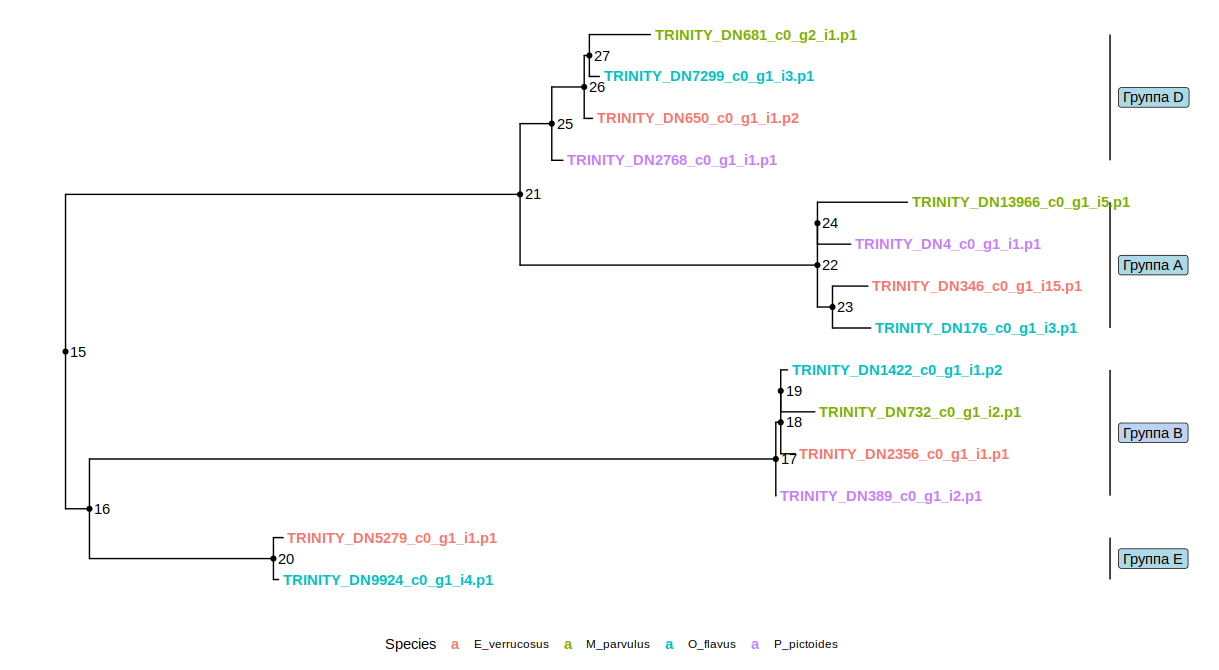 TRINITY_DN681_c0_g2_i1.p1
27
TRINITY_DN7299_c0_g1_i3.p1
26
Группа D
TRINITY_DN650_c0_g1_i1.p2
25
TRINITY_DN2768_c0_g1_i1.p1
21
TRINITY_DN13966_c0_g1_i5.p1
24
TRINITY_DN4_c0_g1_i1.p1
22
Группа A
TRINITY_DN346_c0_g1_i15.p1
23
TRINITY_DN176_c0_g1_i3.p1
15
TRINITY_DN1422_c0_g1_i1.p2
19
TRINITY_DN732_c0_g1_i2.p1
18
Группа B
TRINITY_DN2356_c0_g1_i1.p1
17
TRINITY_DN389_c0_g1_i2.p1
16
TRINITY_DN5279_c0_g1_i1.p1
20
Группа E
TRINITY_DN9924_c0_g1_i4.p1
Species a E_verrucosus a M_parvulus a O_flavus a P_pictoides